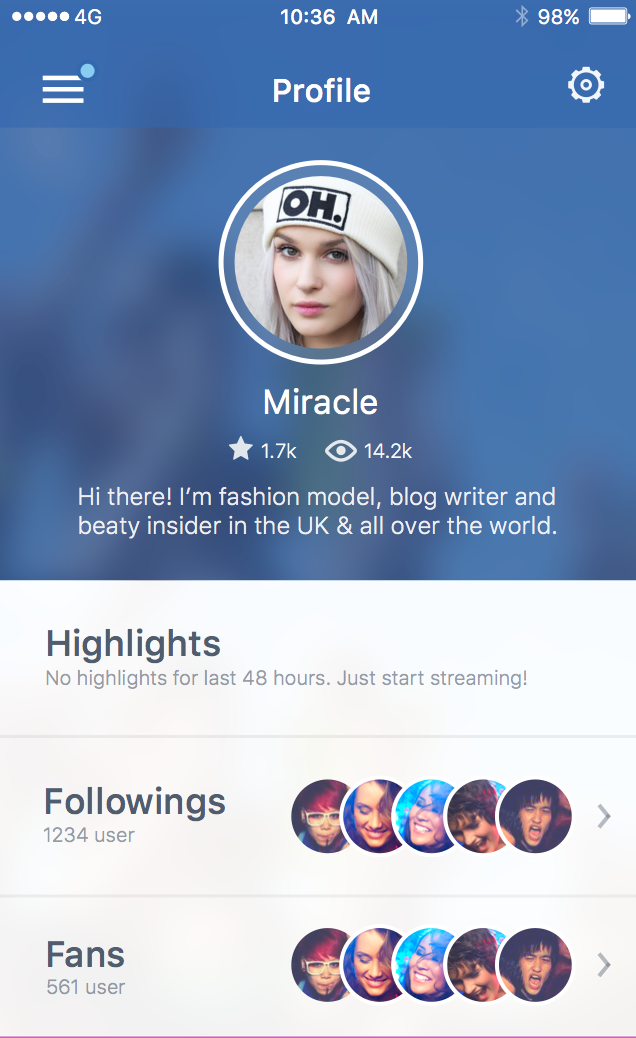 4G 10:36 AM 98%
Profile
OH.
Miracle
1.7k 14.2k
Hi there! I’m fashion model, blog writer and
beaty insider in the UK & all over the world.
Highlights
No highlights for last 48 hours. Just start streaming!
Followings
1234 user
Fans
561 user